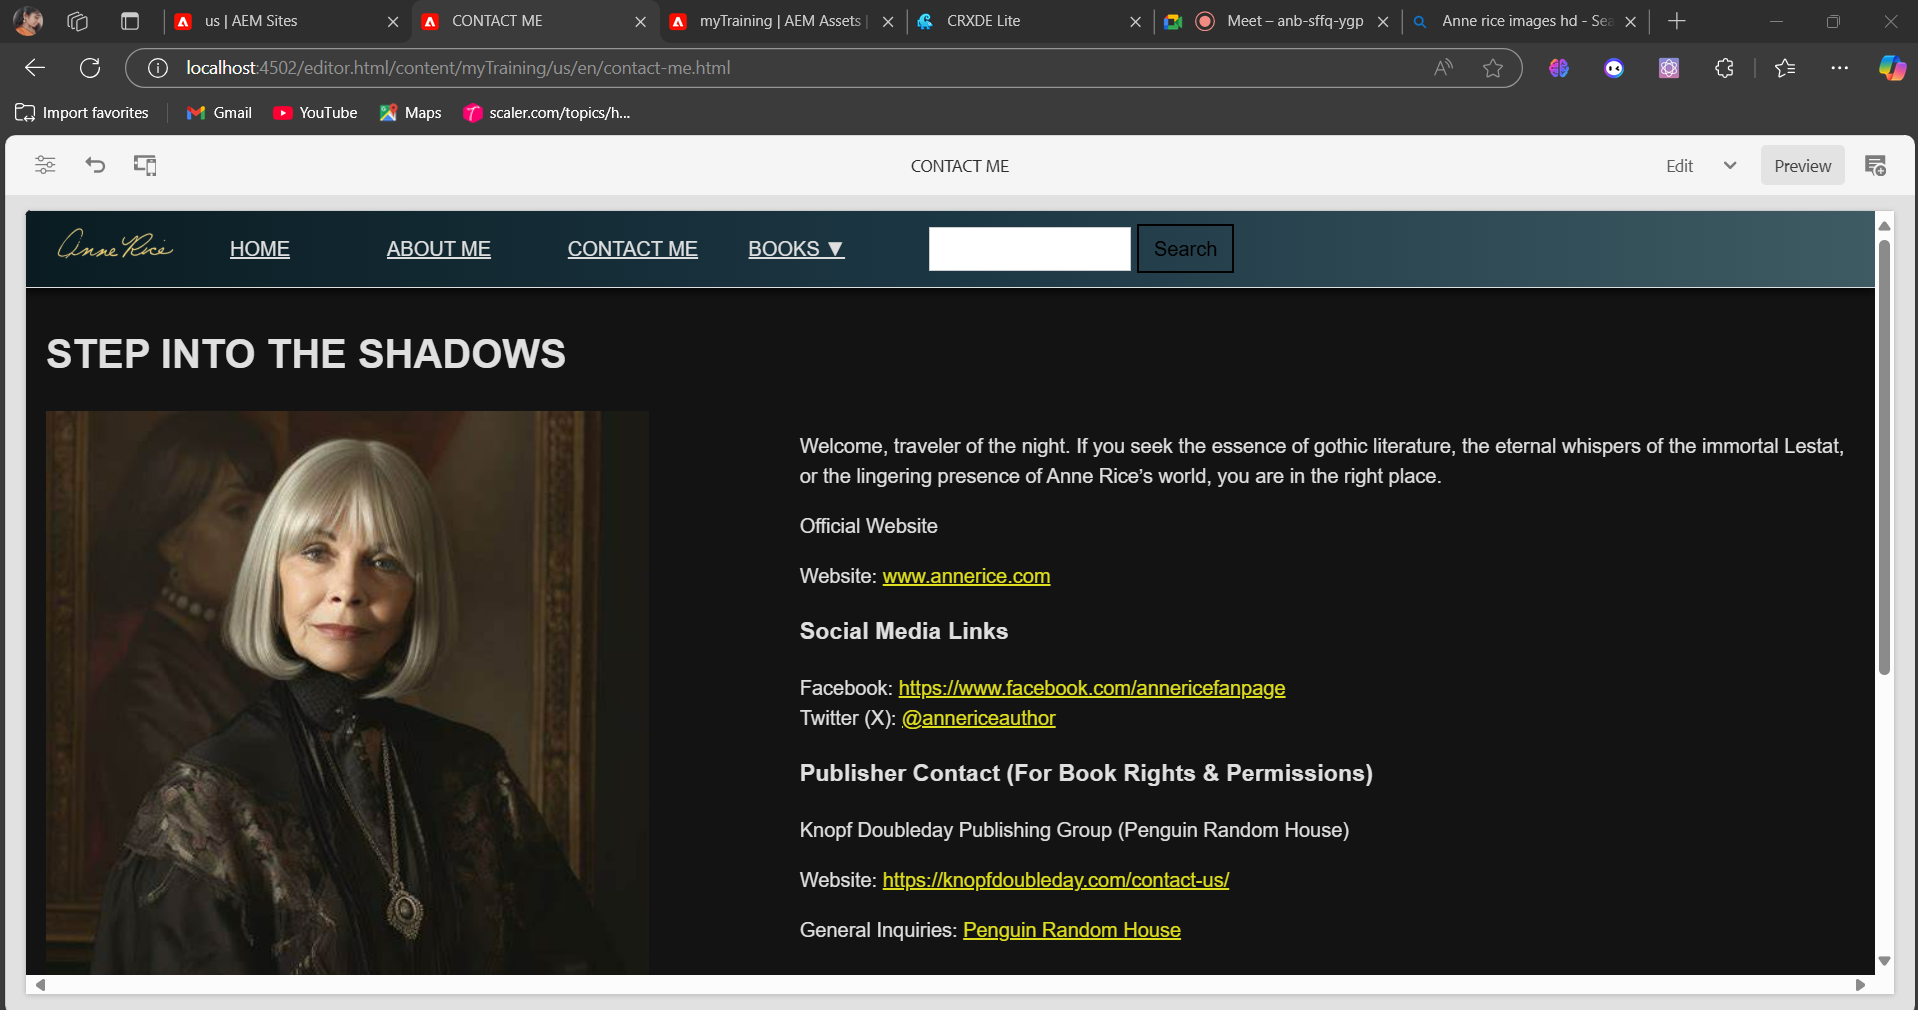 us | AEM Sites
CONTACT ME
myTraining | AEM Assets |
CRXDE Lite
Meet – anb-sffq-ygp
Anne rice images hd - Sea
localhost:4502/editor.html/content/myTraining/us/en/contact-me.html
Import favorites
Gmail
YouTube
Maps
scaler.com/topics/h...
CONTACT ME
Edit
Preview
Anne Rice
HOME
ABOUT ME
CONTACT ME
BOOKS ▼
Search
STEP INTO THE SHADOWS
Welcome, traveler of the night. If you seek the essence of gothic literature, the eternal whispers of the immortal Lestat,
or the lingering presence of Anne Rice’s world, you are in the right place.
Official Website
Website: www.annerice.com
Social Media Links
Facebook: https://www.facebook.com/annericefanpage
Twitter (X): @annericeauthor
Publisher Contact (For Book Rights & Permissions)
Knopf Doubleday Publishing Group (Penguin Random House)
Website: https://knopfdoubleday.com/contact-us/
General Inquiries: Penguin Random House